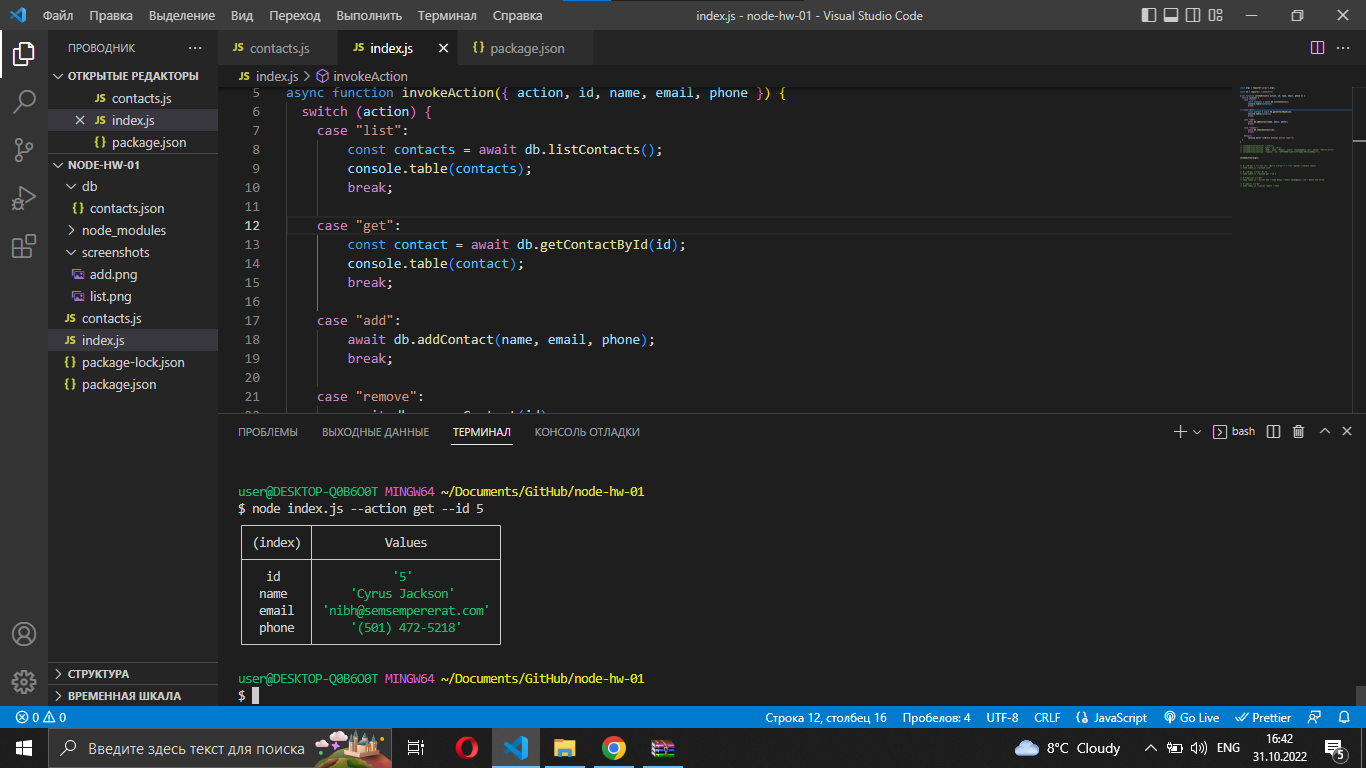 Файл Правка Выделение Вид Переход Выполнить Терминал Справка index.js - node-hw-01 - Visual Studio Code
ПРОВОДНИК
JS contacts.js JS index.js {} package.json
ОТКРЫТЫЕ РЕДАКТОРЫ
JS contacts.js
JS index.js
{} package.json
NODE-HW-01
db
{} contacts.json
node_modules
screenshots
add.png
list.png
JS contacts.js
JS index.js
{} package-lock.json
{} package.json
СТРУКТУРА
ВРЕМЕННАЯ ШКАЛА
JS index.js > invokeAction
5 async function invokeAction({ action, id, name, email, phone }) {
6 switch (action) {
7 case "list":
8 const contacts = await db.listContacts();
9 console.table(contacts);
10 break;
11
12 case "get":
13 const contact = await db.getContactById(id);
14 console.table(contact);
15 break;
16
17 case "add":
18 await db.addContact(name, email, phone);
19 break;
20
21 case "remove":
ПРОБЛЕМЫ ВЫХОДНЫЕ ДАННЫЕ ТЕРМИНАЛ КОНСОЛЬ ОТЛАДКИ bash
user@DESKTOP-Q0B6O0T MINGW64 ~/Documents/GitHub/node-hw-01
$ node index.js --action get --id 5
(index) Values
id '5'
name 'Cyrus Jackson'
email 'nibh@semsempererat.com'
phone '(501) 472-5218'
user@DESKTOP-Q0B6O0T MINGW64 ~/Documents/GitHub/node-hw-01
$
0 0 Строка 12, столбец 16 Пробелов: 4 UTF-8 CRLF {} JavaScript Go Live Prettier
Введите здесь текст для поиска 8°C Cloudy ENG 16:42
31.10.2022 5